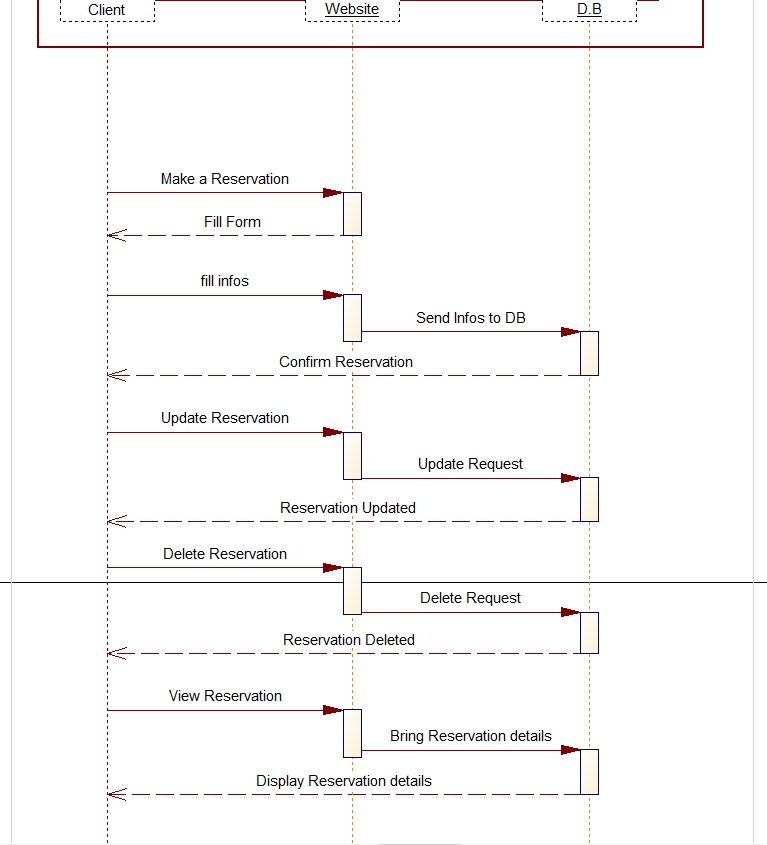 Client
Website
D.B
Make a Reservation
Fill Form
fill infos
Send Infos to DB
Confirm Reservation
Update Reservation
Update Request
Reservation Updated
Delete Reservation
Delete Request
Reservation Deleted
View Reservation
Bring Reservation details
Display Reservation details